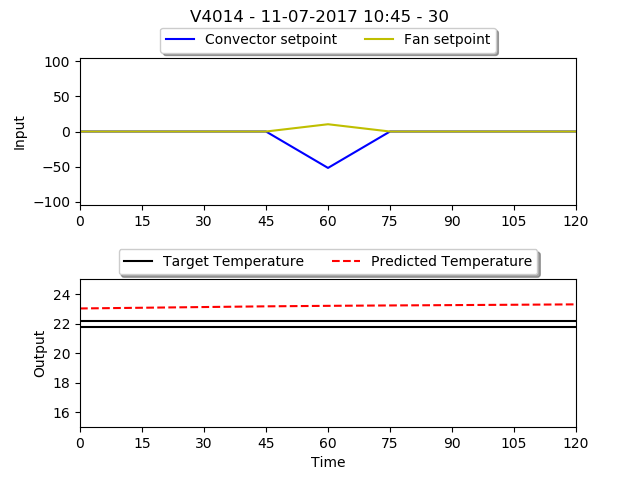 V4014 - 11-07-2017 10:45 - 30
Convector setpoint Fan setpoint
100
50
0
−50
−100
Input
0 15 30 45 60 75 90 105 120
Target Temperature Predicted Temperature
24
22
20
18
16
Output
0 15 30 45 60 75 90 105 120
Time